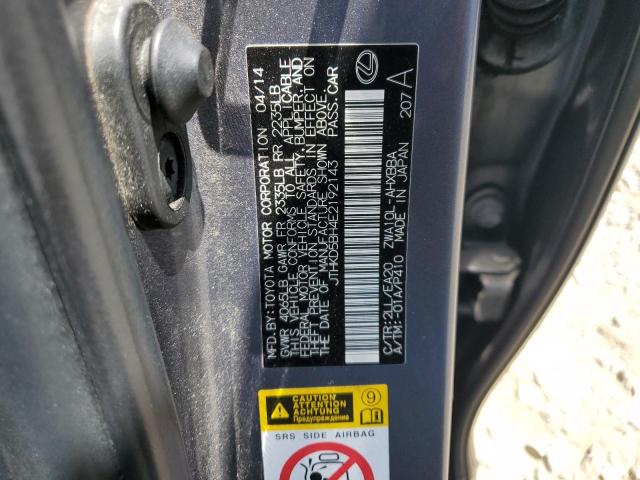 MFD.BY:TOYOTA MOTOR CORPORATION 04/14
GVWR 4065LB GAWR FR 2335LB RR 2235LB
THIS VEHICLE CONFORMS TO ALL APPLICABLE
FEDERAL MOTOR VEHICLE SAFETY, BUMPER, AND
THEFT PREVENTION STANDARDS IN EFFECT ON
THE DATE OF MANUFACTURE SHOWN ABOVE.
JTHKD5BH4E2192143 PASS.CAR
C/TR:2LL/EA20 ZWA10L-AHXBBA
A/TM:-01A/P410 MADE IN JAPAN
207 A
CAUTION
ATTENTION
ACHTUNG
Предупреждение
9
SRS SIDE AIRBAG